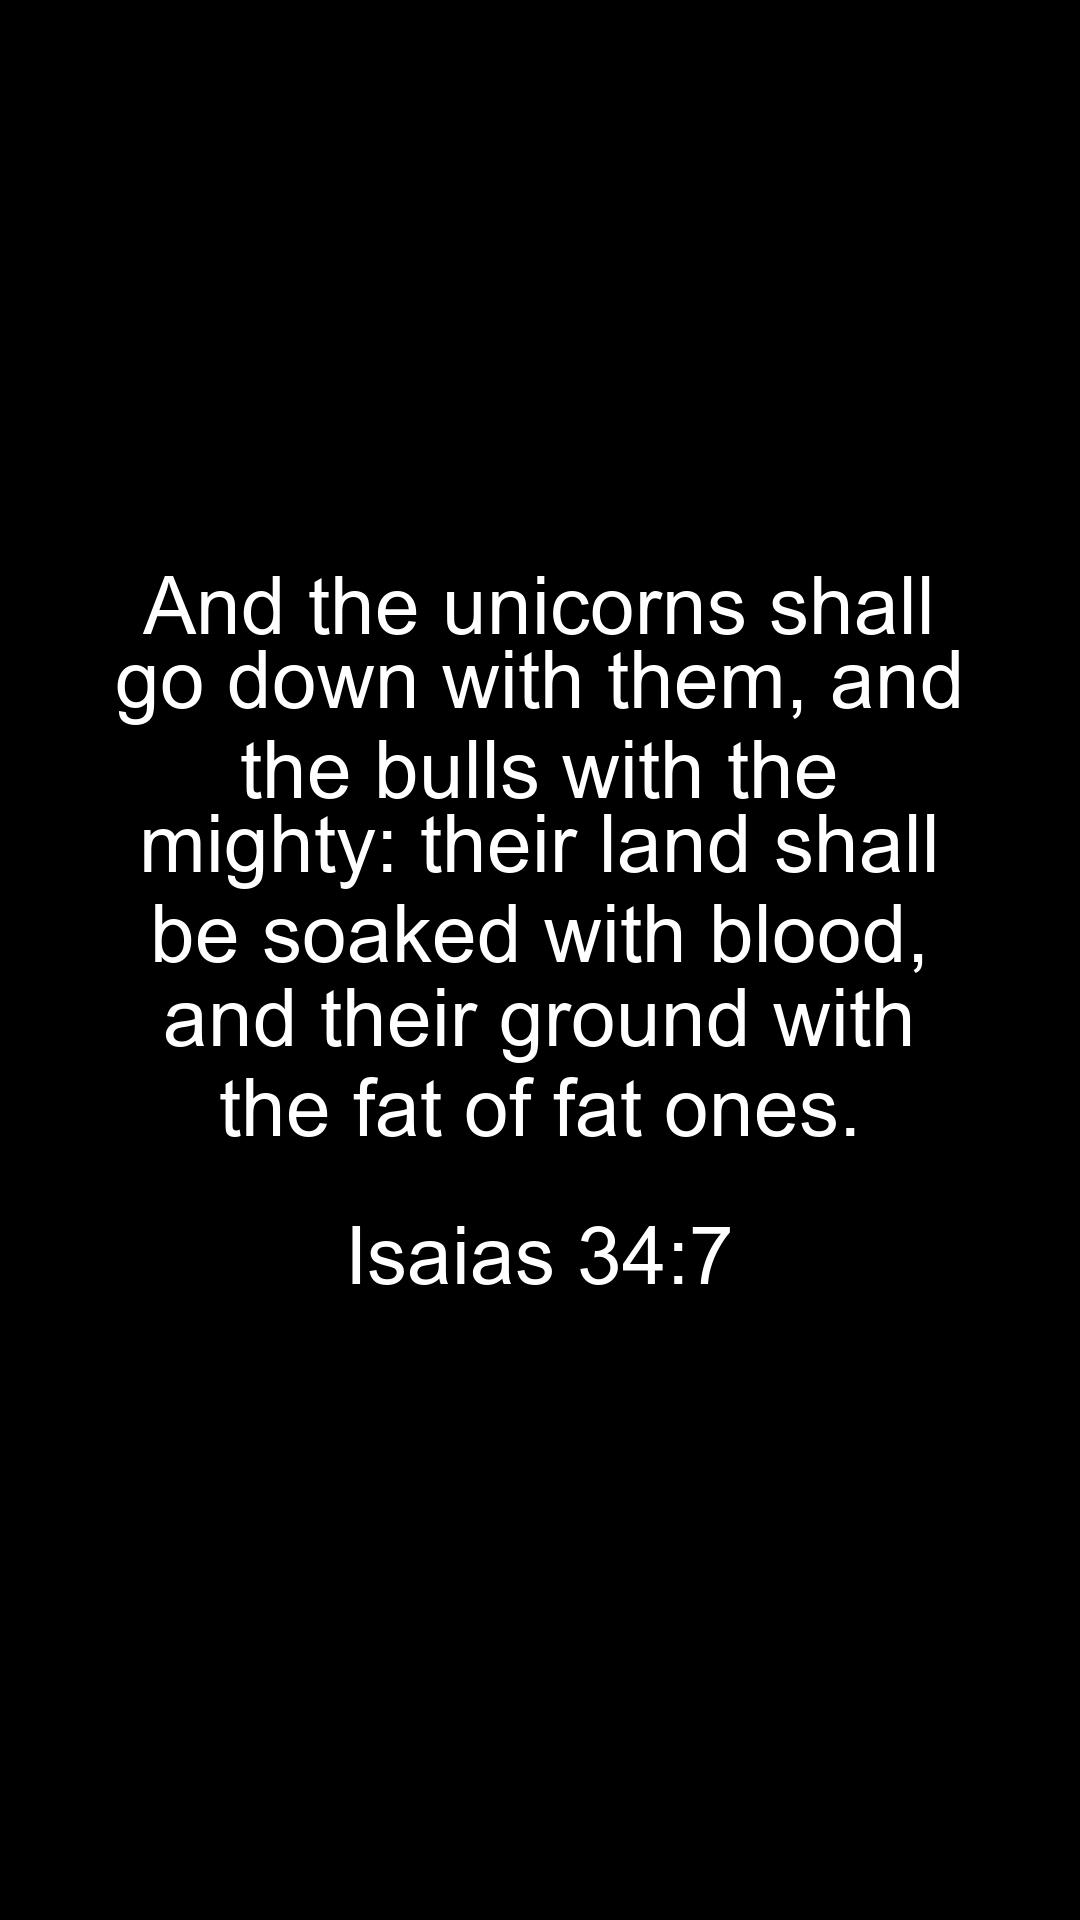 And the unicorns shall
go down with them, and
the bulls with the
mighty: their land shall
be soaked with blood,
and their ground with
the fat of fat ones.
Isaias 34:7